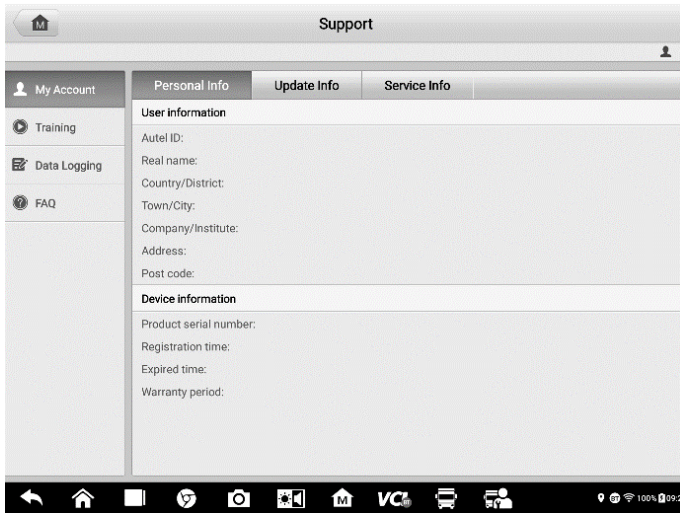 M
Support
My Account
Training
Data Logging
FAQ
Personal Info
Update Info
Service Info
User information
Autel ID:
Real name:
Country/District:
Town/City:
Company/Institute:
Address:
Post code:
Device information
Product serial number:
Registration time:
Expired time:
Warranty period:
M
VCI
BT
100%